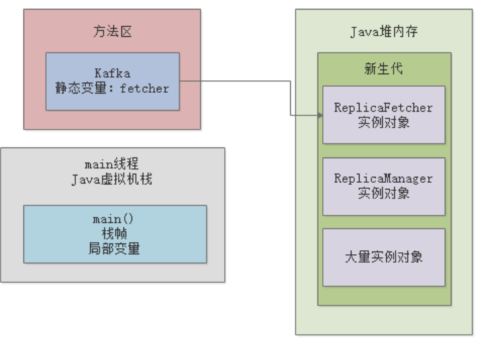 方法区
Kafka
静态变量：fetcher
main线程
Java虚拟机栈
main()
栈帧
局部变量
Java堆内存
新生代
ReplicaFetcher
实例对象
ReplicaManager
实例对象
大量实例对象